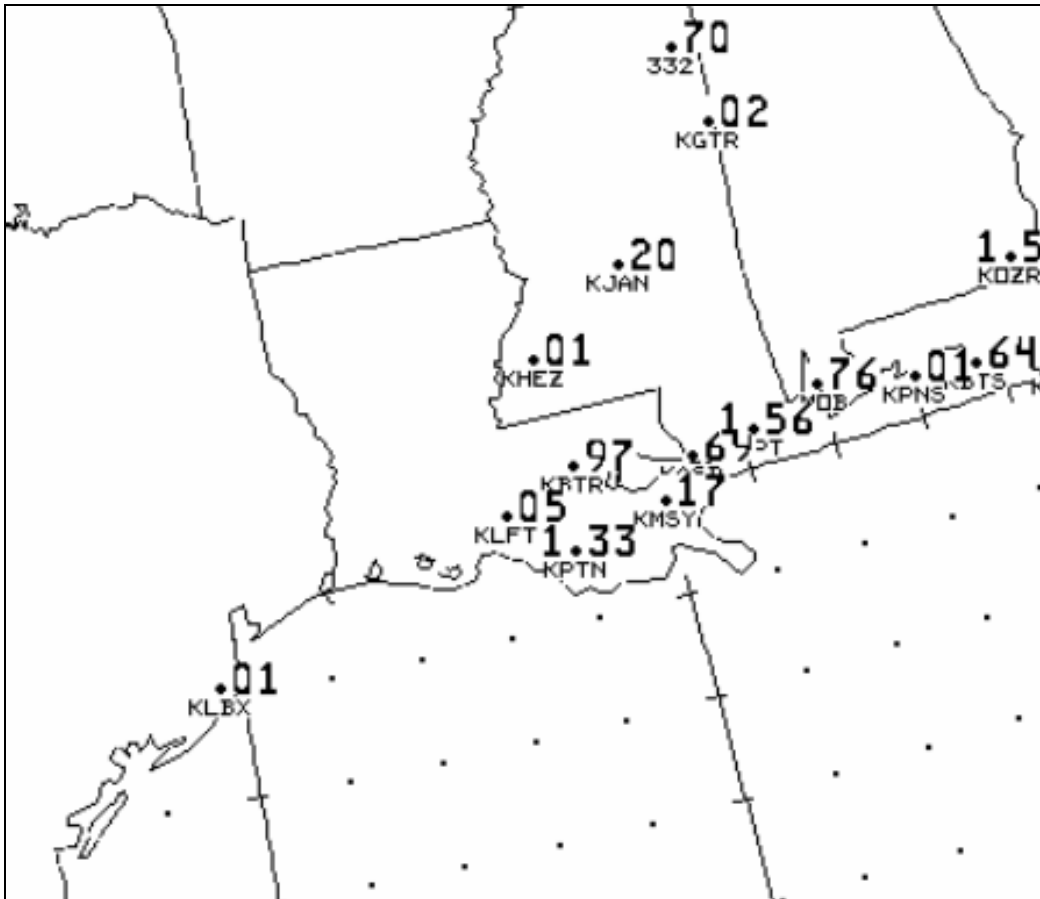 .70
332
.02
KGTR
.20
KJAN
1.5
KOZR
.01
KHEZ
.64
.01
KPNS
.76
1.56
.97
KBTR
.17
KMSY
.05
KLFT
1.33
KPTN
.01
KLBX